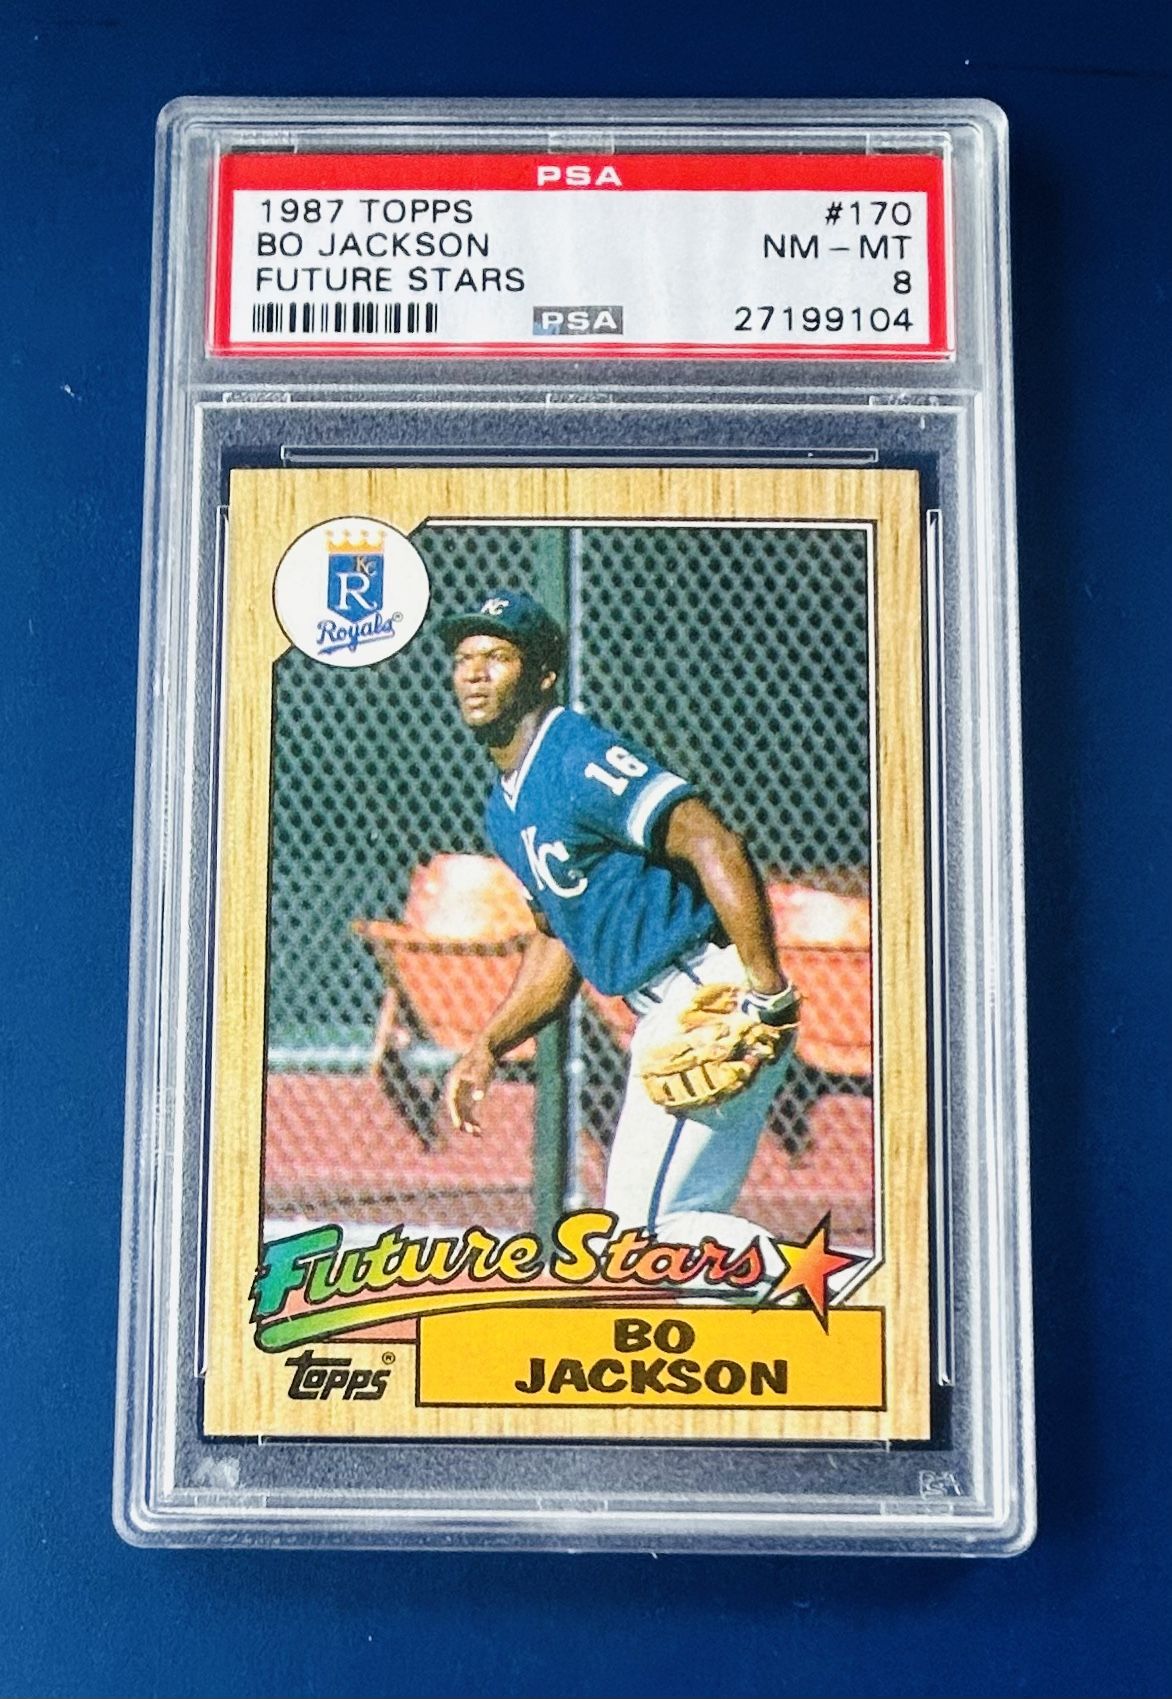 PSA
1987 TOPPS #170
BO JACKSON NM - MT
FUTURE STARS 8
PSA 27199104
KC
R
Royals®
KC
16
KC
Future Stars
BO
JACKSON
TOPPS®